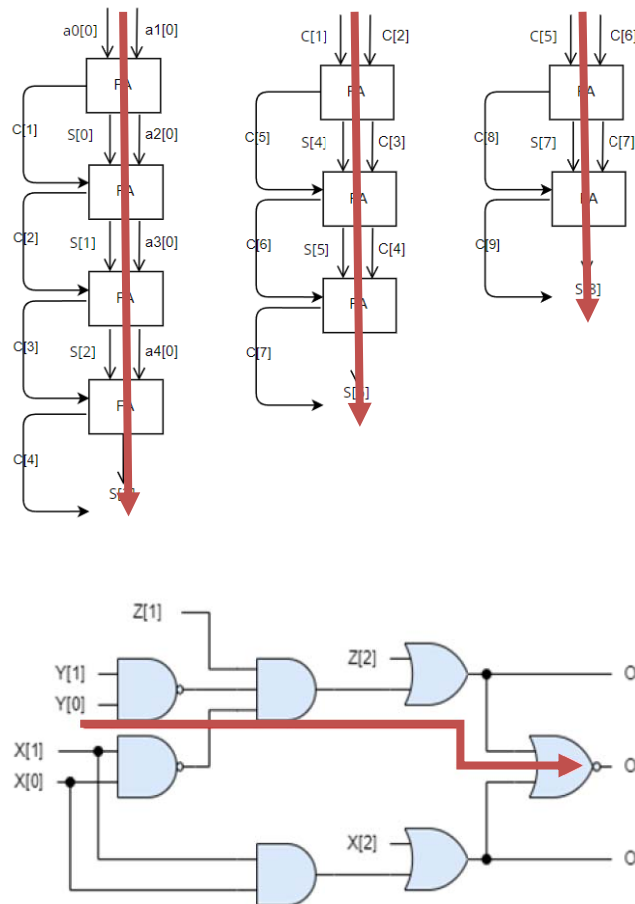 a0[0]
a1[0]
FA
C[1]
S[0]
a2[0]
FA
C[2]
S[1]
a3[0]
FA
C[3]
S[2]
a4[0]
FA
C[4]
C[1]
C[2]
FA
C[5]
S[4]
C[3]
FA
C[6]
S[5]
C[4]
FA
C[7]
C[5]
C[6]
FA
C[8]
S[7]
C[7]
FA
C[9]
S[8]
Z[1]
Y[1]
Z[2]
Y[0]
X[1]
X[0]
X[2]
O
O
O